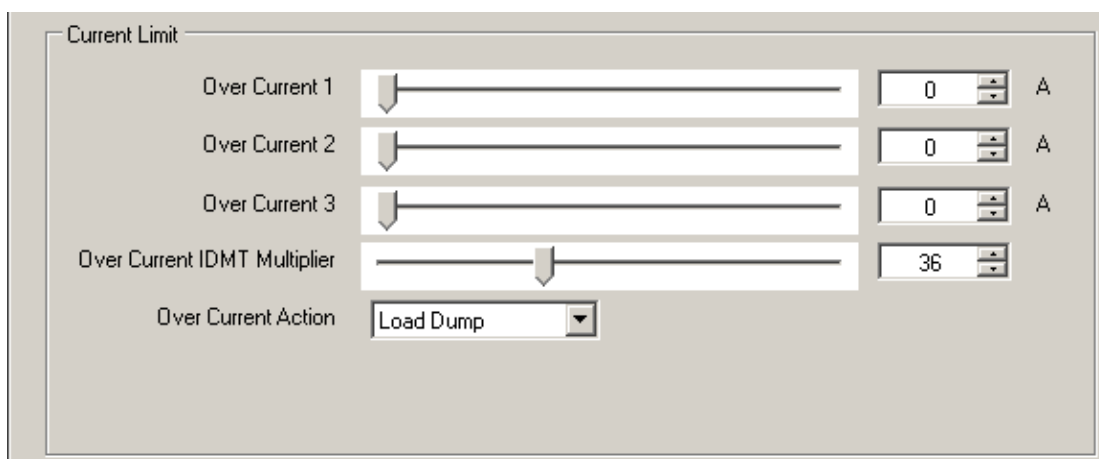 Current Limit
Over Current 1 0 A
Over Current 2 0 A
Over Current 3 0 A
Over Current IDMT Multiplier 36
Over Current Action Load Dump